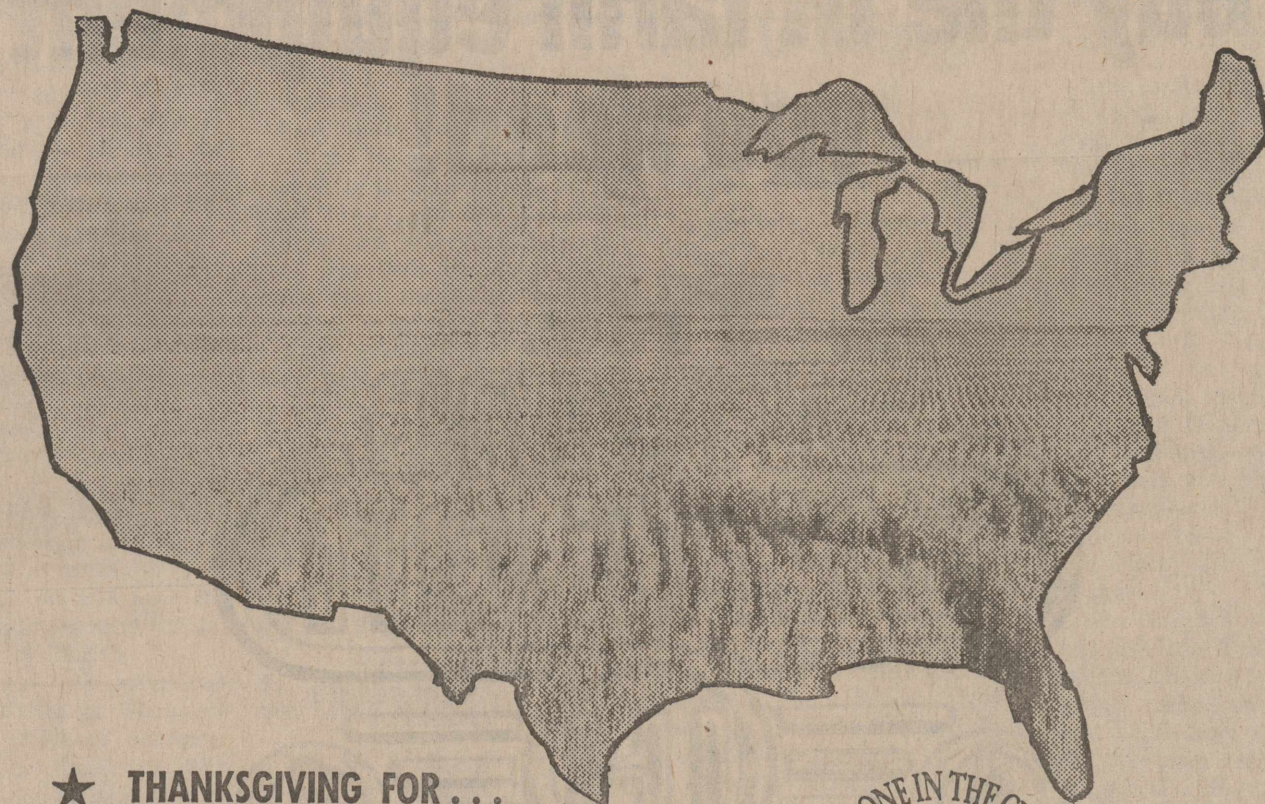 ★ THANKSGIVING FOR . . .
ONE IN THE